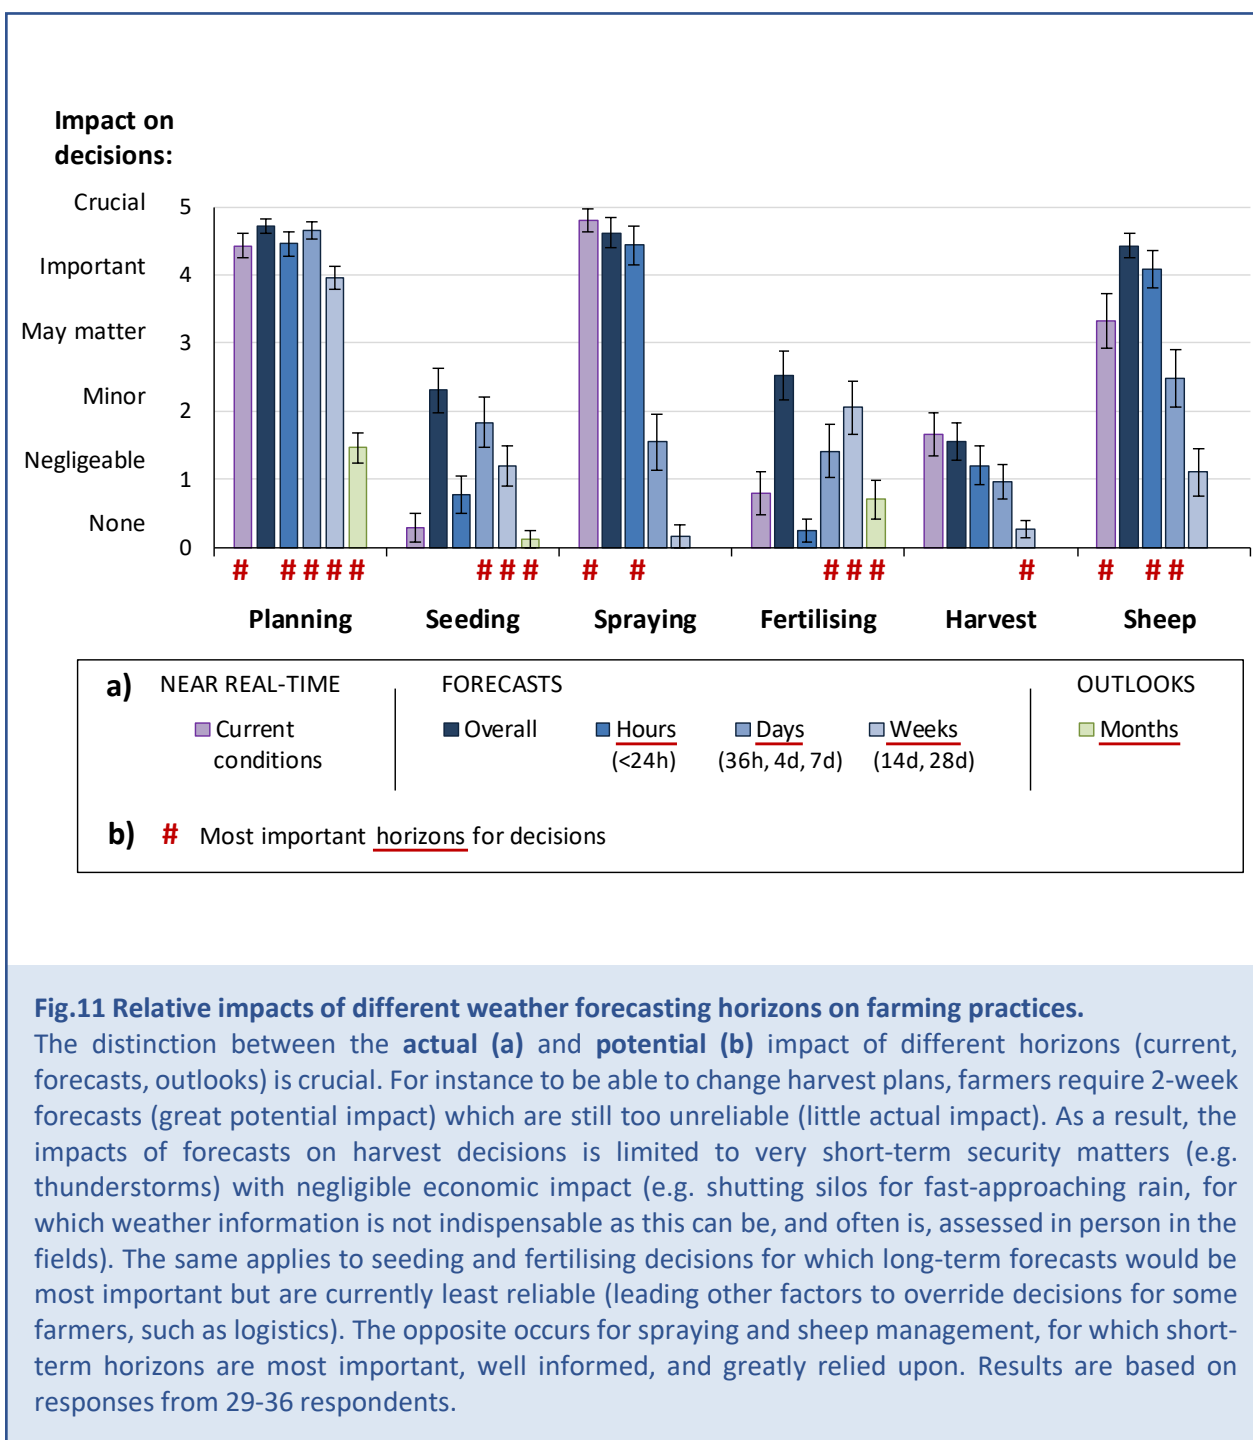 Impact on
decisions:
Crucial 5
Important 4
May matter 3
Minor 2
Negligeable 1
None 0
# # # # # # # # # # # # # # # # #
Planning Seeding Spraying Fertilising Harvest Sheep
a) NEAR REAL-TIME FORECASTS OUTLOOKS
Current Overall Hours Days Weeks Months
conditions (<24h) (36h, 4d, 7d) (14d, 28d)
b) # Most important horizons for decisions
Fig.11 Relative impacts of different weather forecasting horizons on farming practices.
The distinction between the actual (a) and potential (b) impact of different horizons (current,
forecasts, outlooks) is crucial. For instance to be able to change harvest plans, farmers require 2-week
forecasts (great potential impact) which are still too unreliable (little actual impact). As a result, the
impacts of forecasts on harvest decisions is limited to very short-term security matters (e.g.
thunderstorms) with negligible economic impact (e.g. shutting silos for fast-approaching rain, for
which weather information is not indispensable as this can be, and often is, assessed in person in the
fields). The same applies to seeding and fertilising decisions for which long-term forecasts would be
most important but are currently least reliable (leading other factors to override decisions for some
farmers, such as logistics). The opposite occurs for spraying and sheep management, for which short-
term horizons are most important, well informed, and greatly relied upon. Results are based on
responses from 29-36 respondents.